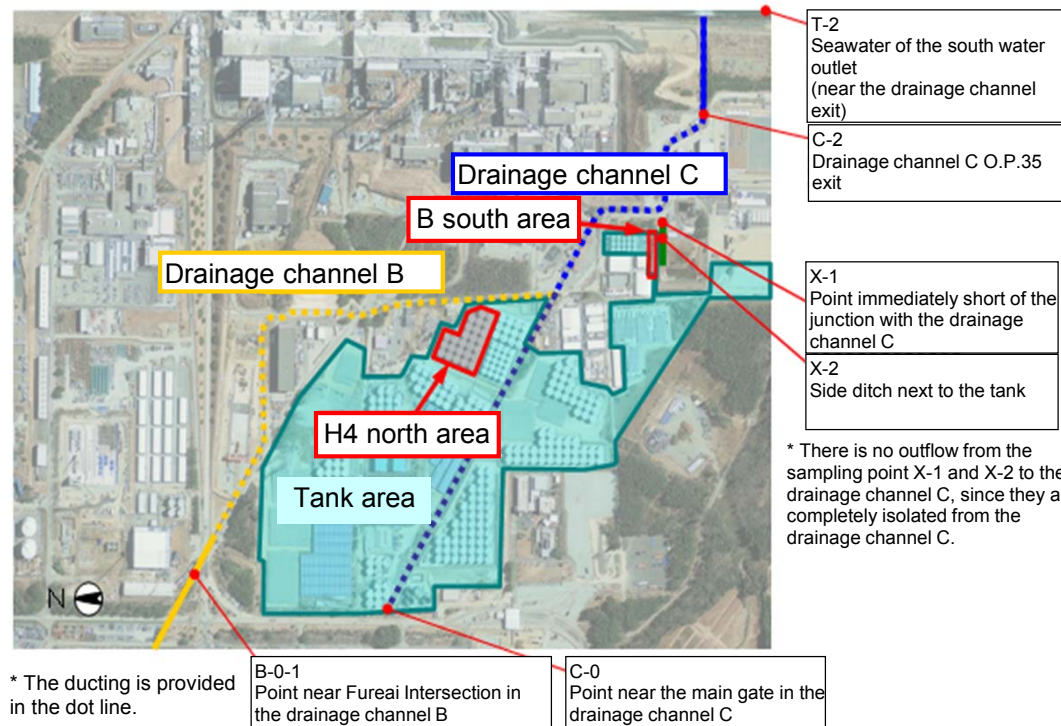 T-2
Seawater of the south water
outlet
(near the drainage channel
exit)
C-2
Drainage channel C O.P.35
exit
Drainage channel C
B south area
Drainage channel B
X-1
Point immediately short of the
junction with the drainage
channel C
X-2
Side ditch next to the tank
H4 north area
* There is no outflow from the
sampling point X-1 and X-2 to the
drainage channel C, since they a
completely isolated from the
drainage channel C.
Tank area
N
* The ducting is provided
in the dot line.
B-0-1
Point near Fureai Intersection in
the drainage channel B
C-0
Point near the main gate in the
drainage channel C